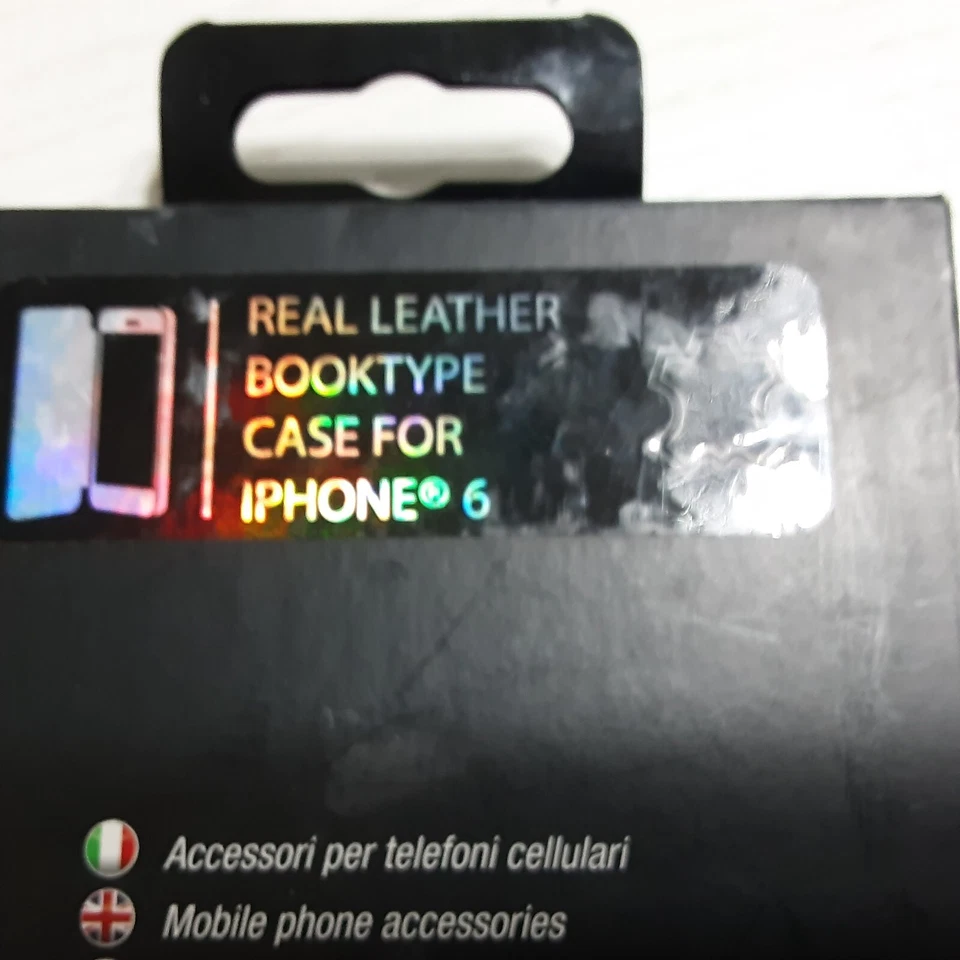 REAL LEATHER
BOOKTYPE
CASE FOR
IPHONE® 6
Accessori per telefoni cellulari
Mobile phone accessories